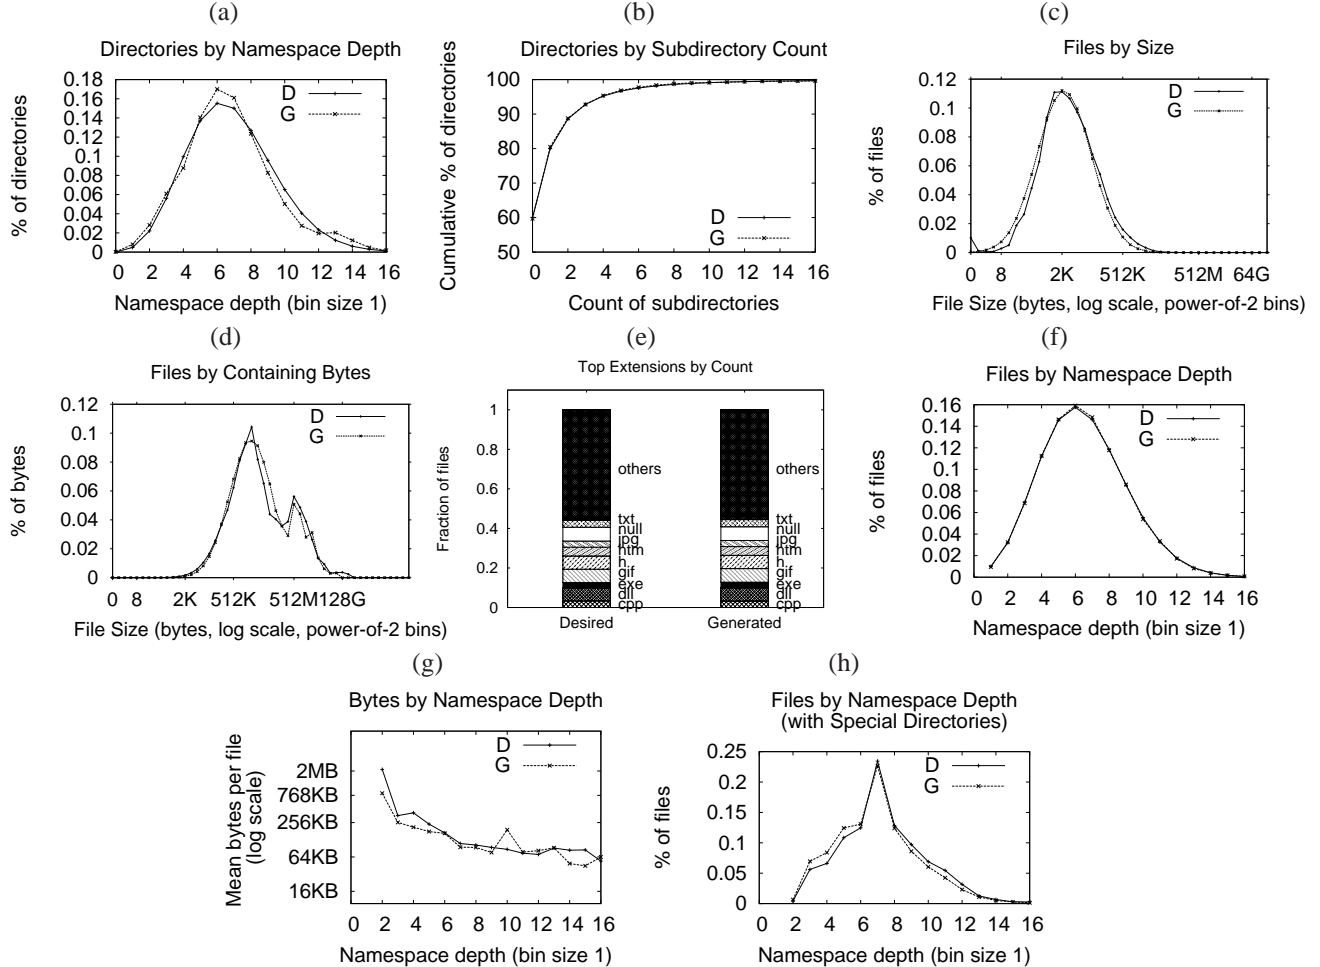 (a)
Directories by Namespace Depth
% of directories
0.18
0.16
0.14
0.12
0.1
0.08
0.06
0.04
0.02
0
D
G
0 2 4 6 8 10 12 14 16
Namespace depth (bin size 1)
(b)
Directories by Subdirectory Count
Cumulative % of directories
100
90
80
70
60
50
D
G
0 2 4 6 8 10 12 14 16
Count of subdirectories
(c)
Files by Size
% of files
0.12
0.1
0.08
0.06
0.04
0.02
0
D
G
0 8 2K 512K 512M 64G
File Size (bytes, log scale, power-of-2 bins)
(d)
Files by Containing Bytes
% of bytes
0.12
0.1
0.08
0.06
0.04
0.02
0
D
G
0 8 2K 512K 512M128G
File Size (bytes, log scale, power-of-2 bins)
(e)
Top Extensions by Count
Fraction of files
1
0.8
0.6
0.4
0.2
0
others
txt
null
jpg
htm
h
gif
exe
dll
cpp
others
txt
null
jpg
htm
h
gif
exe
dll
cpp
Desired Generated
(f)
Files by Namespace Depth
% of files
0.16
0.14
0.12
0.1
0.08
0.06
0.04
0.02
0
D
G
0 2 4 6 8 10 12 14 16
Namespace depth (bin size 1)
(g)
Bytes by Namespace Depth
Mean bytes per file
(log scale)
2MB
768KB
256KB
64KB
16KB
D
G
0 2 4 6 8 10 12 14 16
Namespace depth (bin size 1)
(h)
Files by Namespace Depth
(with Special Directories)
% of files
0.25
0.2
0.15
0.1
0.05
0
D
G
0 2 4 6 8 10 12 14 16
Namespace depth (bin size 1)